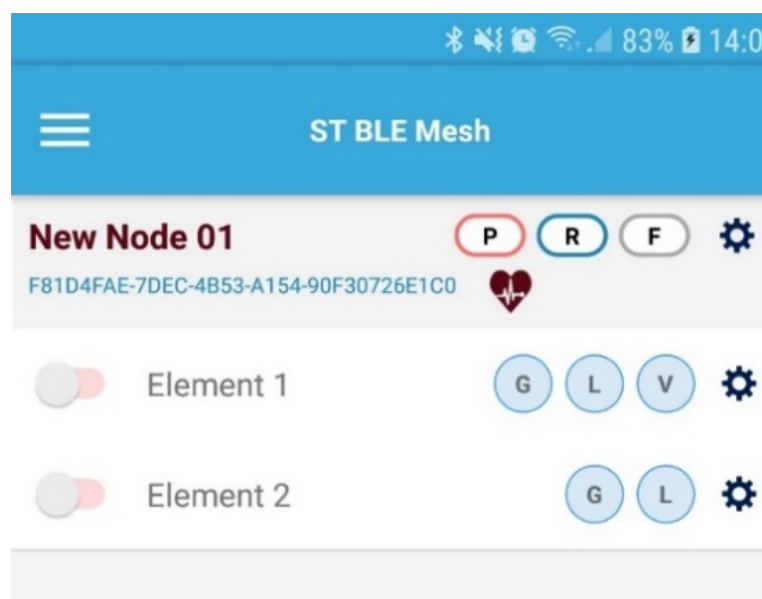 83% 14:0
ST BLE Mesh
New Node 01 P R F
F81D4FAE-7DEC-4B53-A154-90F30726E1C0
Element 1 G L V
Element 2 G L